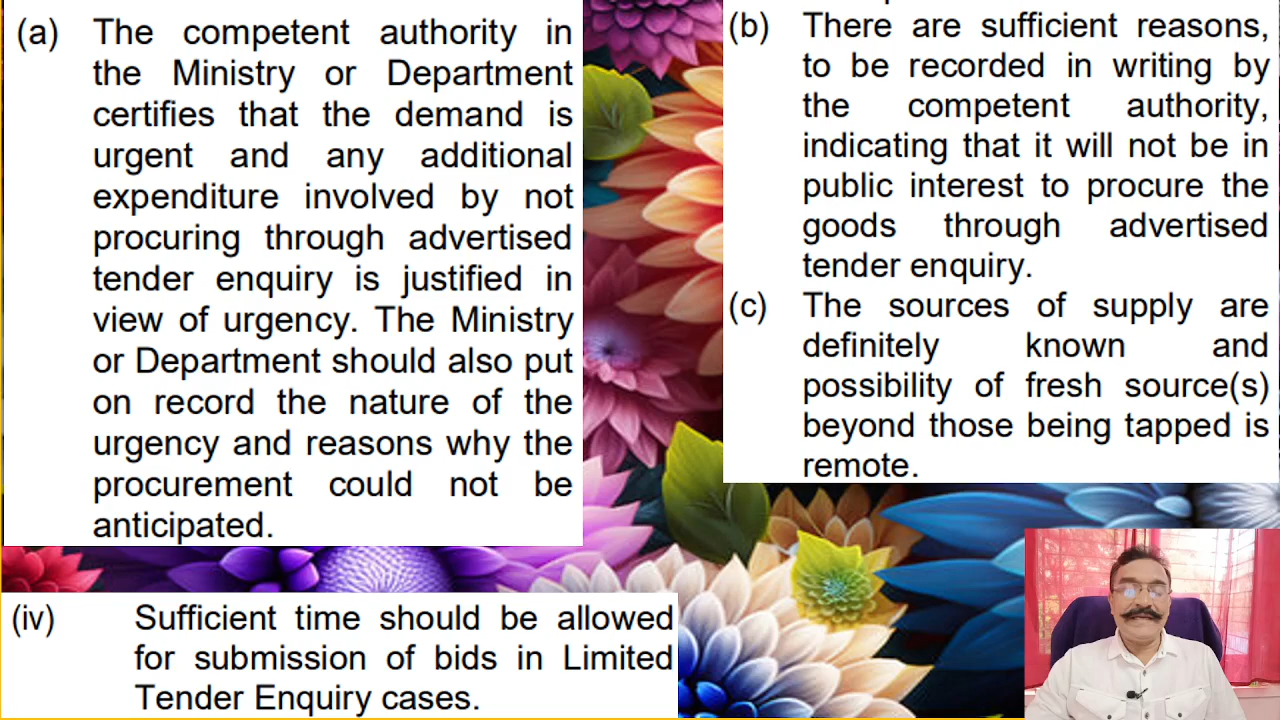 (a) The competent authority in
the Ministry or Department
certifies that the demand is
urgent and any additional
expenditure involved by not
procuring through advertised
tender enquiry is justified in
view of urgency. The Ministry
or Department should also put
on record the nature of the
urgency and reasons why the
procurement could not be
anticipated.
(b) There are sufficient reasons,
to be recorded in writing by
the competent authority,
indicating that it will not be in
public interest to procure the
goods through advertised
tender enquiry.
(c) The sources of supply are
definitely known and
possibility of fresh source(s)
beyond those being tapped is
remote.
(iv) Sufficient time should be allowed
for submission of bids in Limited
Tender Enquiry cases.